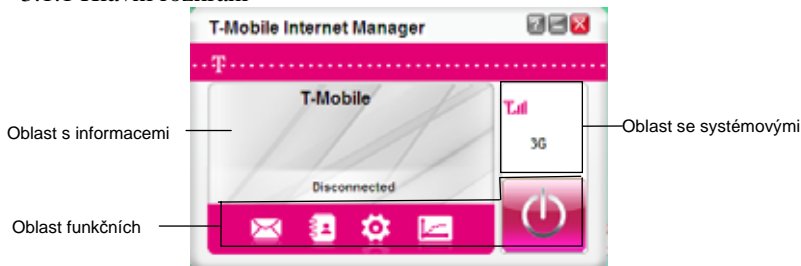 T-Mobile Internet Manager
T-Mobile
3G
Oblast s informacemi
Oblast se systémovými
Disconnected
Oblast funkčních